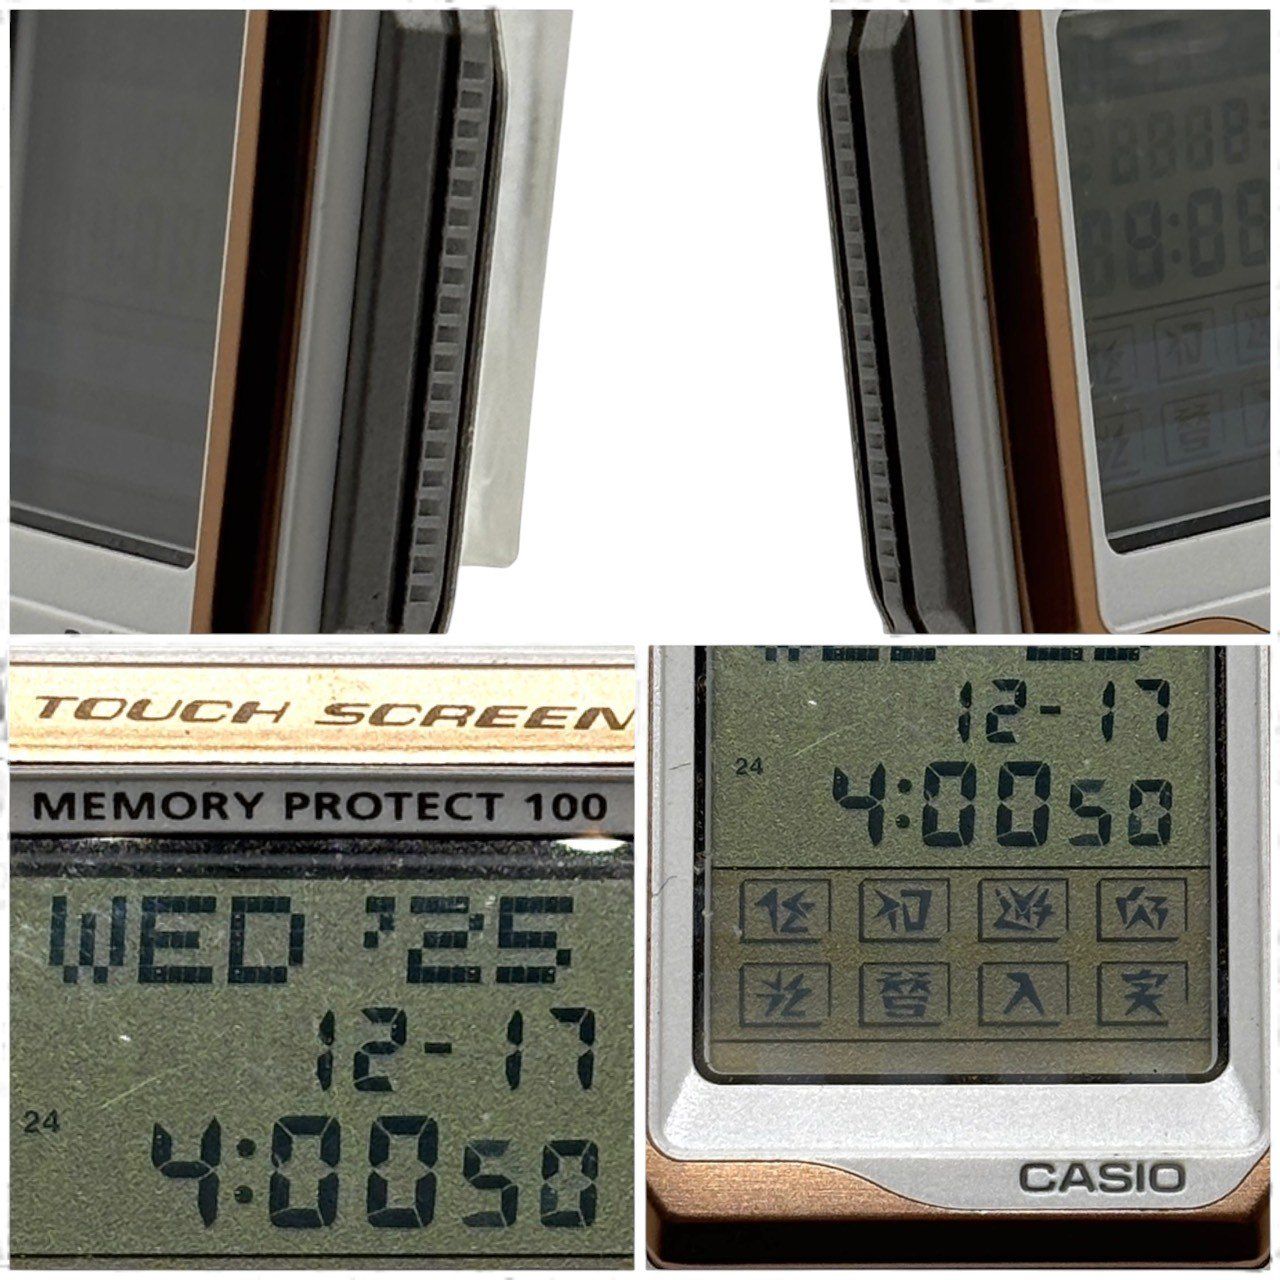 TOUCH SCREEN
MEMORY PROTECT 100
WED '25
12-17
24
4:00 50
12-17
24
4:00 50
入
CASIO